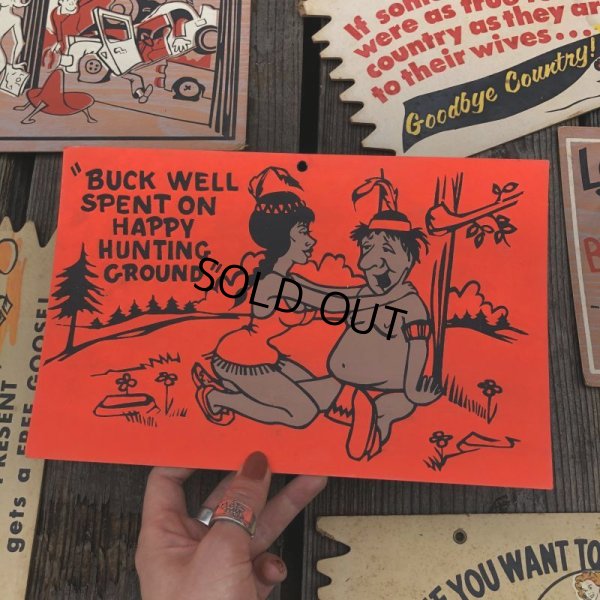 If
were as true
country as they are
to their wives....
Goodbye Country!
"BUCK WELL
SPENT ON
HAPPY
HUNTING
GROUND"
SOLD OUT
PRESENT
gets a FREE GOOSE!
YOU WANT TO